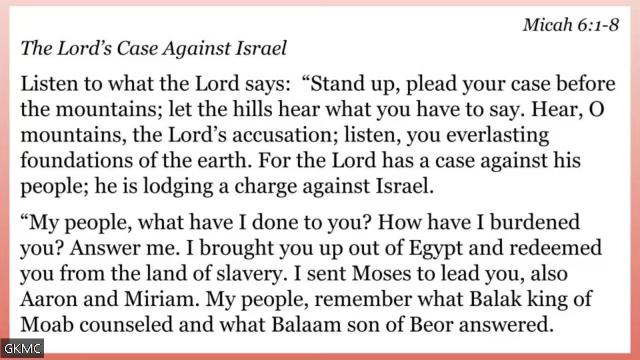 Micah 6:1-8
The Lord's Case Against Israel
Listen to what the Lord says:  “Stand up, plead your case before
the mountains; let the hills hear what you have to say. Hear, O
mountains, the Lord's accusation; listen, you everlasting
foundations of the earth. For the Lord has a case against his
people; he is lodging a charge against Israel.
“My people, what have I done to you? How have I burdened
you? Answer me. I brought you up out of Egypt and redeemed
you from the land of slavery. I sent Moses to lead you, also
Aaron and Miriam. My people, remember what Balak king of
Moab counseled and what Balaam son of Beor answered.
GKMC